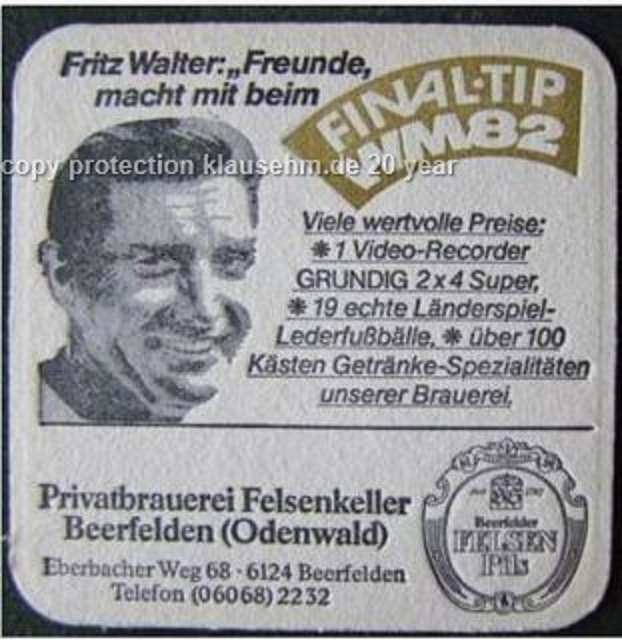 Fritz Walter: „Freunde,
macht mit beim
FINAL-TIP
WM82
copy protection klausehm.de 20 year
Viele wertvolle Preise:
✱ 1 Video-Recorder
GRUNDIG 2 x 4 Super,
✱ 19 echte Länderspiel-
Lederfußbälle, ✱ über 100
Kästen Getränke-Spezialitäten
unserer Brauerei.
Privatbrauerei Felsenkeller
Beerfelden (Odenwald)
Eberbacher Weg 68 · 6124 Beerfelden
Telefon (06068) 2232
Beerfelder
FELSEN
Pils